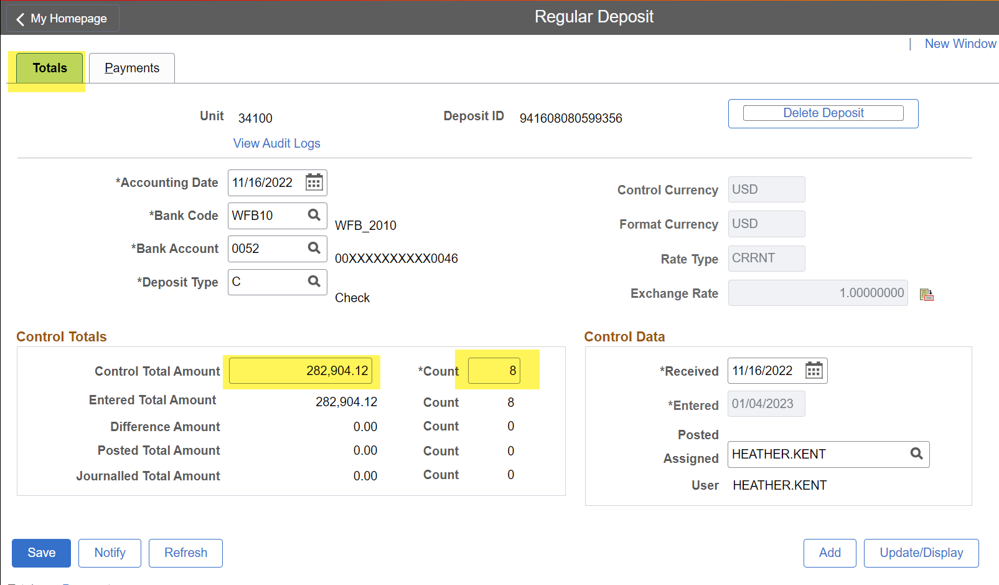 My Homepage
Regular Deposit
| New Window
Totals
Payments
Unit 34100
Deposit ID 941608080599356
Delete Deposit
View Audit Logs
*Accounting Date 11/16/2022
*Bank Code WFB10 WFB_2010
*Bank Account 0052 00XXXXXXXXXX0046
*Deposit Type C Check
Control Currency USD
Format Currency USD
Rate Type CRRNT
Exchange Rate 1.00000000
Control Totals
Control Total Amount 282,904.12 *Count 8
Entered Total Amount 282,904.12 Count 8
Difference Amount 0.00 Count 0
Posted Total Amount 0.00 Count 0
Journalled Total Amount 0.00 Count 0
Control Data
*Received 11/16/2022
*Entered 01/04/2023
Posted
Assigned HEATHER.KENT
User HEATHER.KENT
Save
Notify
Refresh
Add
Update/Display